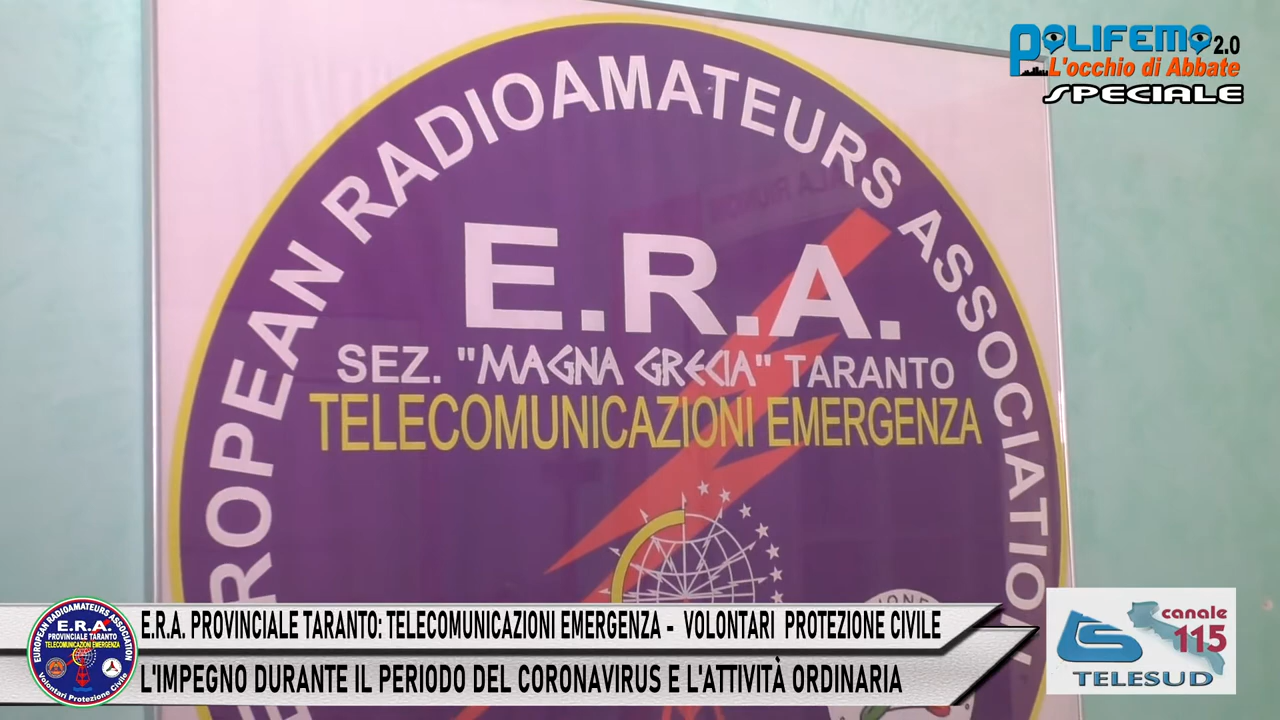 POLIFEMO 2.0
L'occhio di Abbate
SPECIALE
EUROPEAN RADIOAMATEURS ASSOCIATION
E.R.A.
SEZ. "MAGNA GRECIA" TARANTO
TELECOMUNICAZIONI EMERGENZA
EUROPEAN RADIOAMATEURS ASSOCIATION
E.R.A.
PROVINCIALE TARANTO
TELECOMUNICAZIONI EMERGENZA
Volontari Protezione Civile
E.R.A. PROVINCIALE TARANTO: TELECOMUNICAZIONI EMERGENZA - VOLONTARI PROTEZIONE CIVILE
L'IMPEGNO DURANTE IL PERIODO DEL CORONAVIRUS E L'ATTIVITÀ ORDINARIA
canale
115
TELESUD